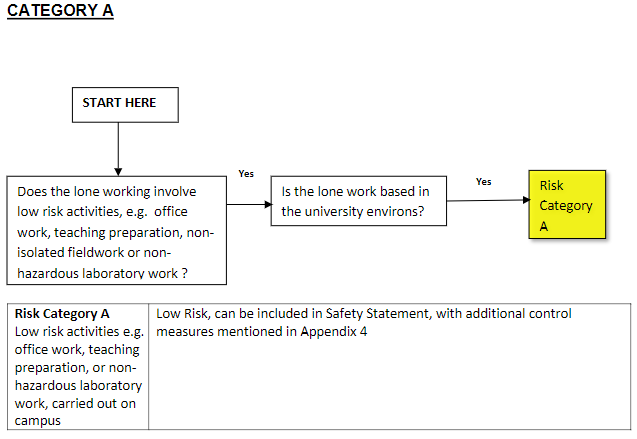 CATEGORY A
START HERE
Does the lone working involve
low risk activities, e.g. office
work, teaching preparation, non-
isolated fieldwork or non-
hazardous laboratory work ?
Yes
Is the lone work based in
the university environs?
Yes
Risk
Category
A
Risk Category A
Low risk activities e.g.
office work, teaching
preparation, or non-
hazardous laboratory
work, carried out on
campus
Low Risk, can be included in Safety Statement, with additional control
measures mentioned in Appendix 4